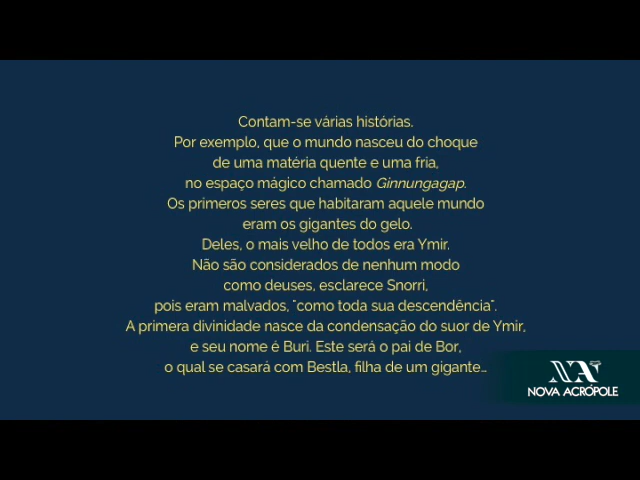 Contam-se várias histórias.
Por exemplo, que o mundo nasceu do choque
de uma matéria quente e uma fria,
no espaço mágico chamado Ginnungagap.
Os primeros seres que habitaram aquele mundo
eram os gigantes do gelo.
Deles, o mais velho de todos era Ymir.
Não são considerados de nenhum modo
como deuses, esclarece Snorri,
pois eram malvados, "como toda sua descendência".
A primera divinidade nasce da condensação do suor de Ymir,
e seu nome é Buri. Este será o pai de Bor,
o qual se casará com Bestla, filha de um gigante...
NA
NOVA ACRÓPOLE